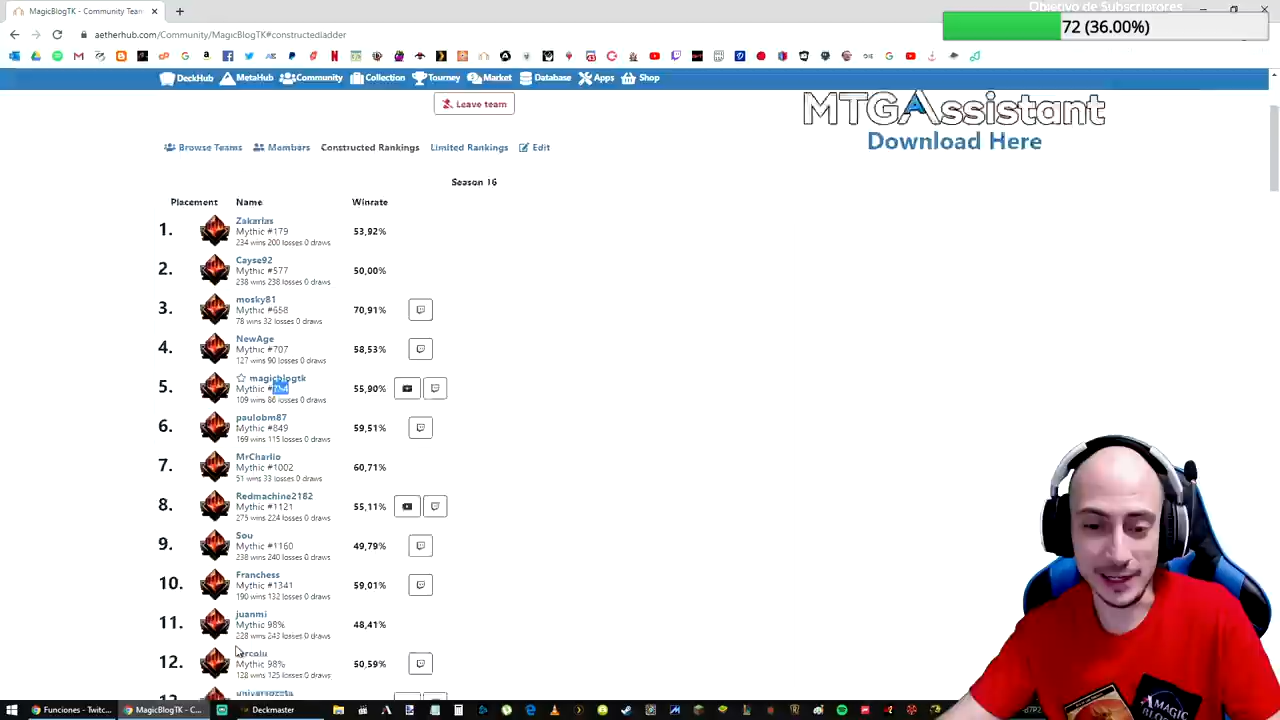 Objetivo de Subscriptores
72 (36.00%)
MagicBlogTK - Community Team
aetherhub.com/Community/MagicBlogTK#constructedladder
DeckHub MetaHub Community Collection Tourney Market Database Apps Shop
Leave team
MTGAssistant
Download Here
Browse Teams Members Constructed Rankings Limited Rankings Edit
Season 16
Placement Name Winrate
1. Zakarlas
Mythic #179 53,92%
234 wins 200 losses 0 draws
2. Cayse92
Mythic #577 50,00%
238 wins 238 losses 0 draws
3. mosky81
Mythic #658 70,91%
78 wins 32 losses 0 draws
4. NewAge
Mythic #707 58,53%
127 wins 90 losses 0 draws
5. magicblogtk
Mythic 55,90%
109 wins 86 losses 0 draws
6. paulobm87
Mythic #849 59,51%
169 wins 115 losses 0 draws
7. MrCharlio
Mythic #1002 60,71%
51 wins 33 losses 0 draws
8. Redmachine2182
Mythic #1121 55,11%
275 wins 224 losses 0 draws
9. Sou
Mythic #1160 49,79%
238 wins 240 losses 0 draws
10. Franchess
Mythic #1341 59,01%
190 wins 132 losses 0 draws
11. juanmi
Mythic 98% 48,41%
228 wins 243 losses 0 draws
12.
Mythic 98% 50,59%
128 wins 125 losses 0 draws
Funciones - Twitc... MagicBlogTK - C... Deckmaster